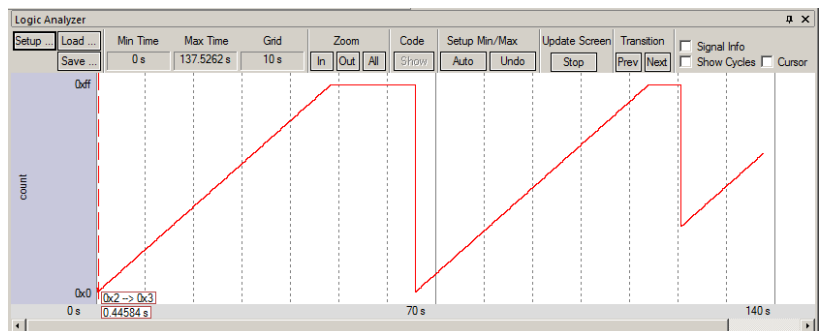 Logic Analyzer
Setup ... Load ... Min Time Max Time Grid Zoom Code Setup Min/Max Update Screen Transition Signal Info
Save ... 0 s 137.5262 s 10 s In Out All Show Auto Undo Stop Prev Next Show Cycles Cursor
0xff
count
0x0
0x2 --> 0x3
0 s 0.44584 s 70 s 140 s